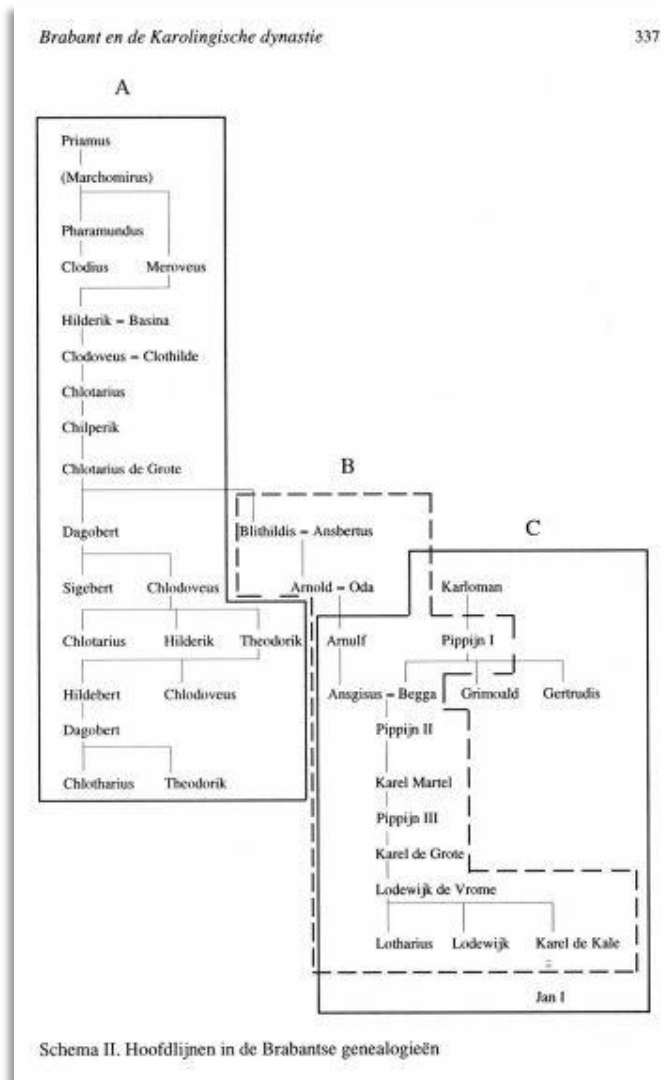 Brabant en de Karolingische dynastie 337
A
Priamus
(Marchomirus)
Pharamundus
Clodius Meroveus
Hilderik = Basina
Clodoveus = Clothilde
Chlotarius
Chilperik
Chlotarius de Grote
B
Dagobert Blithildis = Ansbertus
C
Sigebert Chlodoveus Arnold = Oda Karloman
Chlotarius Hilderik Theodorik Arnulf Pippijn I
Hildebert Chlodoveus Ansgisus = Begga Grimoald Gertrudis
Dagobert Pippijn II
Chlotharius Theodorik Karel Martel
Pippijn III
Karel de Grote
Lodewijk de Vrome
Lotharius Lodewijk Karel de Kale
Jan I
Schema II. Hoofdlijnen in de Brabantse genealogieën